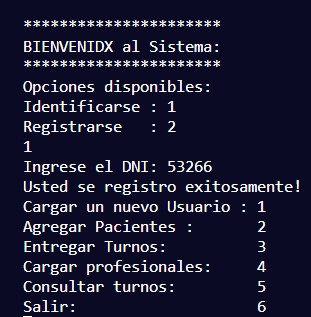 **********************
BIENVENIDX al Sistema:
**********************
Opciones disponibles:
Identificarse : 1
Registrarse   : 2
1
Ingrese el DNI: 53266
Usted se registro exitosamente!
Cargar un nuevo Usuario : 1
Agregar Pacientes :       2
Entregar Turnos:          3
Cargar profesionales:     4
Consultar turnos:         5
Salir:                    6